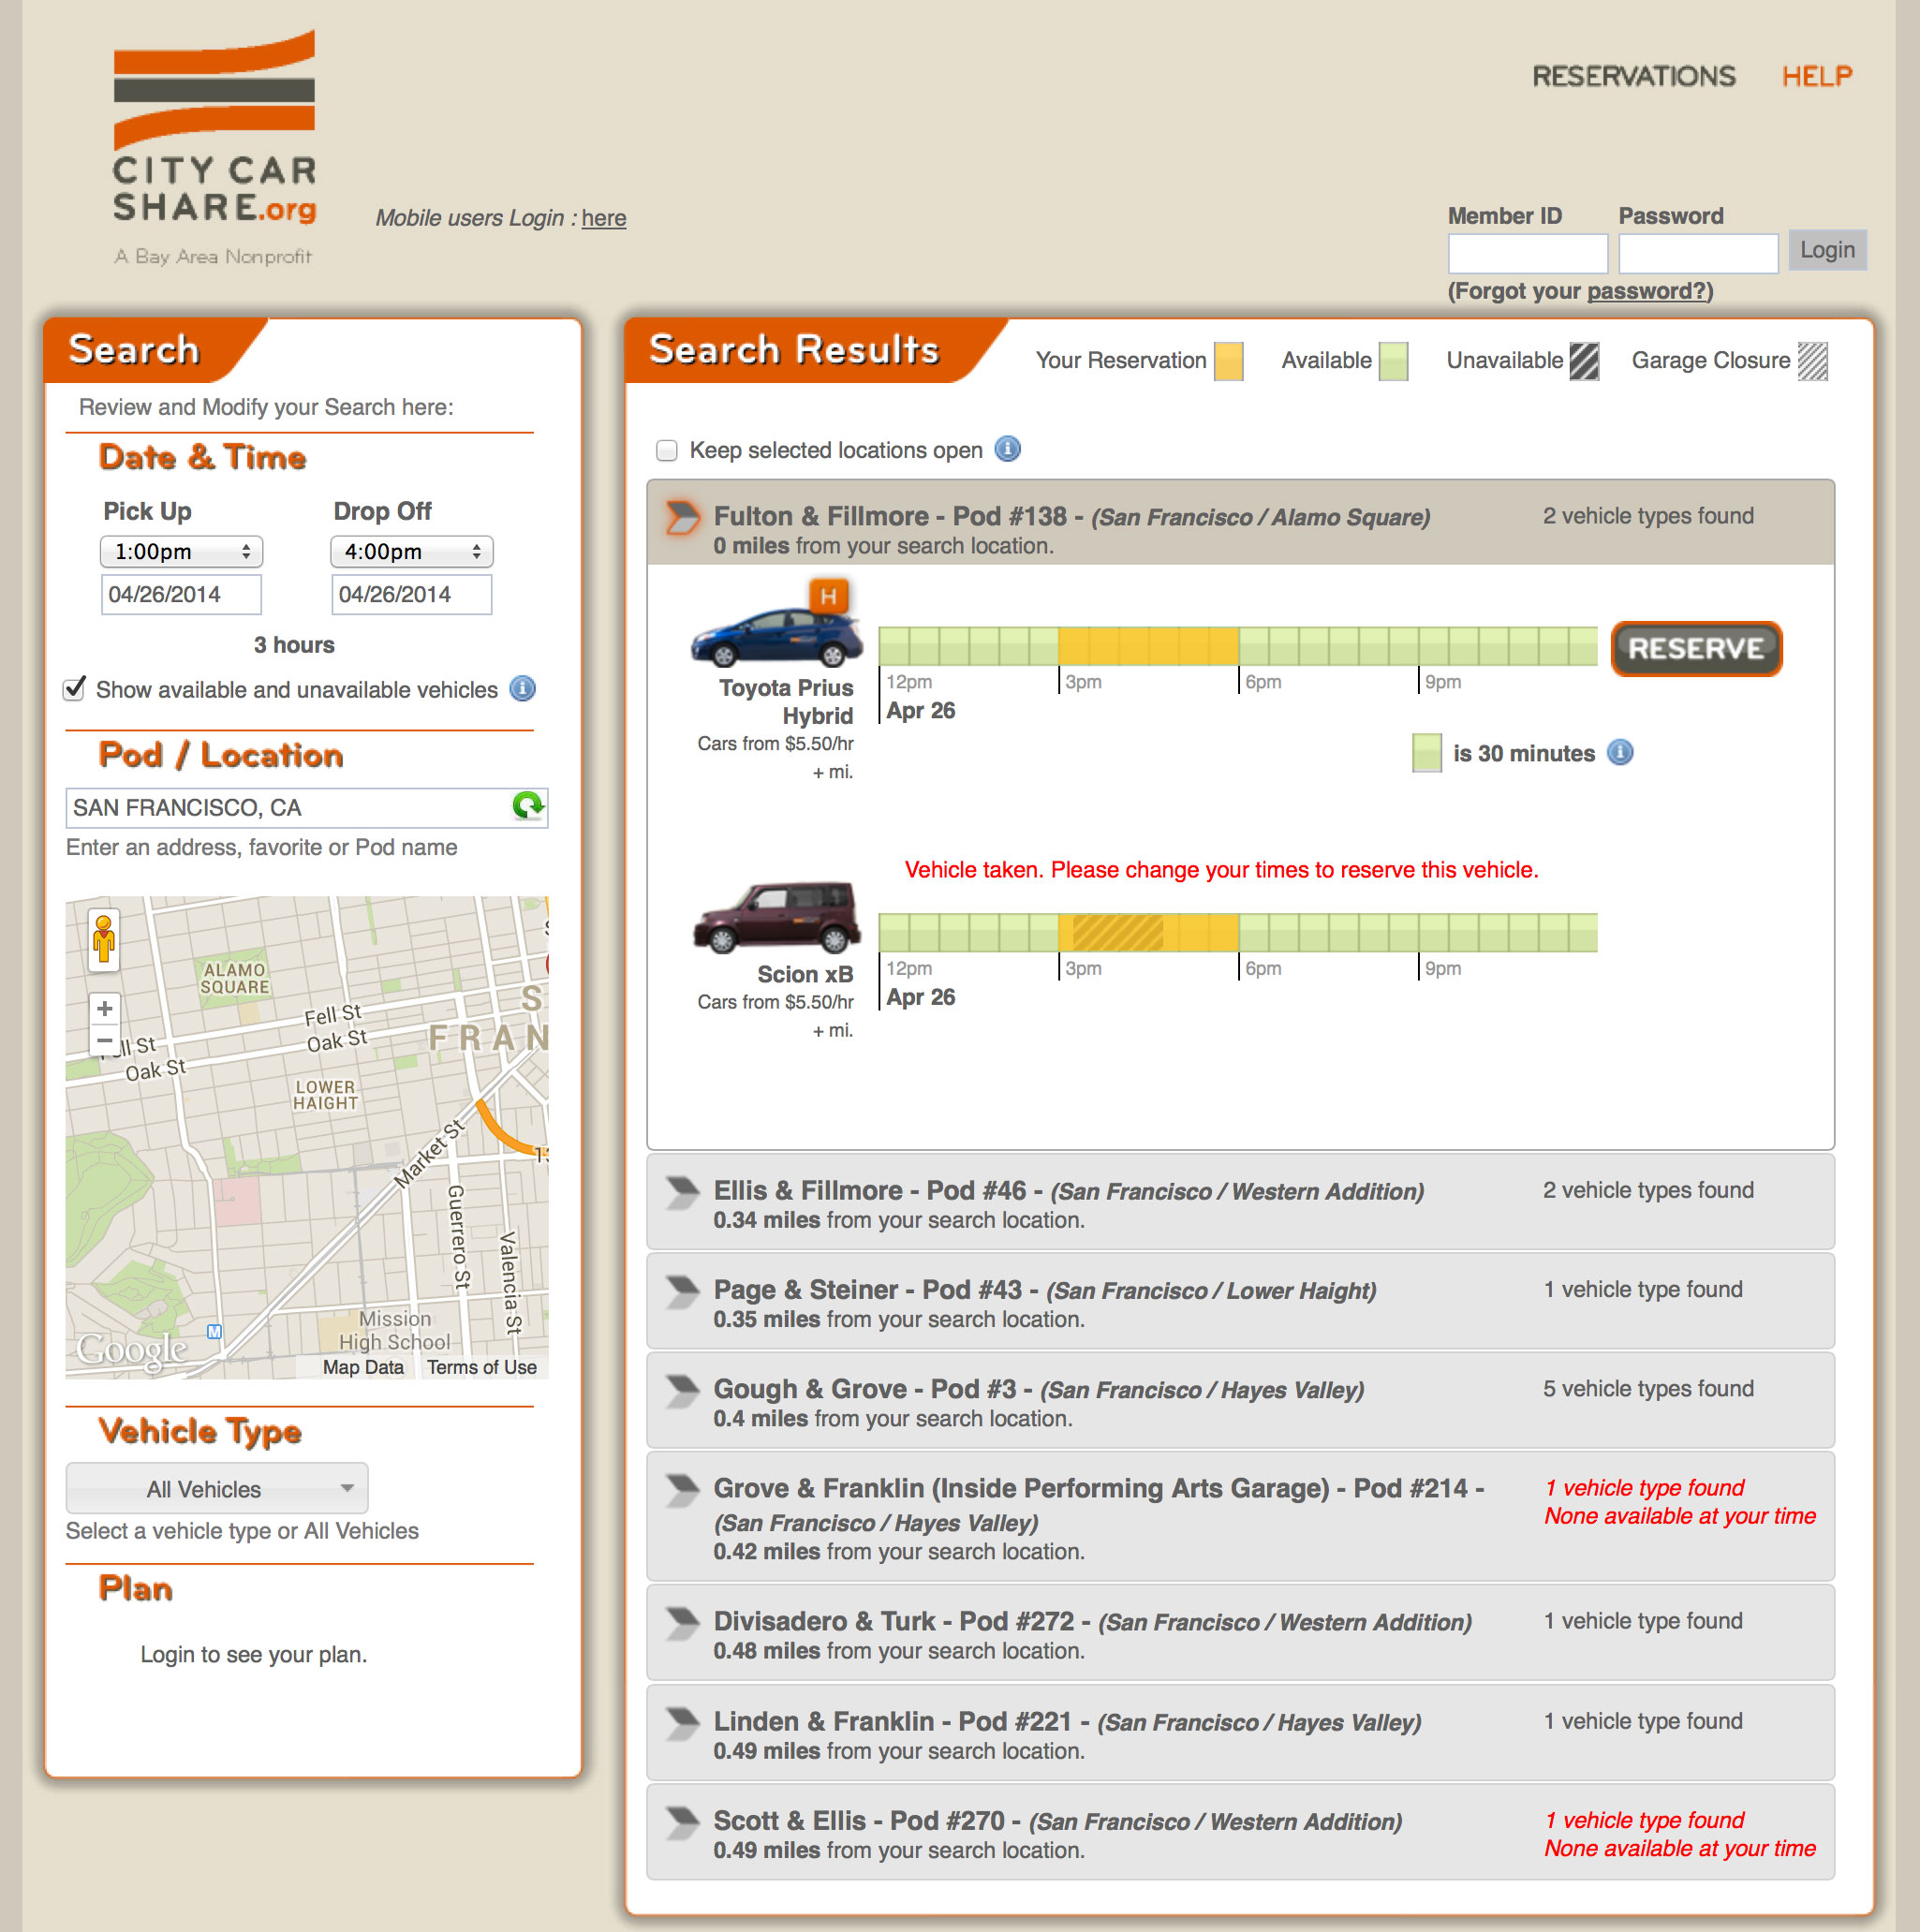 CITY CAR
SHARE.org
A Bay Area Nonprofit
Mobile users Login : here
RESERVATIONS HELP
Member ID Password
Login
(Forgot your password?)
Search
Review and Modify your Search here:
Date & Time
Pick Up Drop Off
1:00pm 4:00pm
04/26/2014 04/26/2014
3 hours
Show available and unavailable vehicles
Pod / Location
SAN FRANCISCO, CA
Enter an address, favorite or Pod name
ALAMO
SQUARE
Fell St
Oak St
S
FRAN
ll St
Oak St
LOWER
HAIGHT
Market St
Guerrero St
Valencia St
Mission
High School
M
Google
Map Data Terms of Use
Vehicle Type
All Vehicles
Select a vehicle type or All Vehicles
Plan
Login to see your plan.
Search Results
Your Reservation Available Unavailable Garage Closure
Keep selected locations open
Fulton & Fillmore - Pod #138 - (San Francisco / Alamo Square) 2 vehicle types found
0 miles from your search location.
H
RESERVE
Toyota Prius
Hybrid
Cars from $5.50/hr
+ mi.
12pm 3pm 6pm 9pm
Apr 26
is 30 minutes
Vehicle taken. Please change your times to reserve this vehicle.
Scion xB
Cars from $5.50/hr
+ mi.
12pm 3pm 6pm 9pm
Apr 26
Ellis & Fillmore - Pod #46 - (San Francisco / Western Addition) 2 vehicle types found
0.34 miles from your search location.
Page & Steiner - Pod #43 - (San Francisco / Lower Haight) 1 vehicle type found
0.35 miles from your search location.
Gough & Grove - Pod #3 - (San Francisco / Hayes Valley) 5 vehicle types found
0.4 miles from your search location.
Grove & Franklin (Inside Performing Arts Garage) - Pod #214 - 1 vehicle type found
(San Francisco / Hayes Valley) None available at your time
0.42 miles from your search location.
Divisadero & Turk - Pod #272 - (San Francisco / Western Addition) 1 vehicle type found
0.48 miles from your search location.
Linden & Franklin - Pod #221 - (San Francisco / Hayes Valley) 1 vehicle type found
0.49 miles from your search location.
Scott & Ellis - Pod #270 - (San Francisco / Western Addition) 1 vehicle type found
0.49 miles from your search location. None available at your time